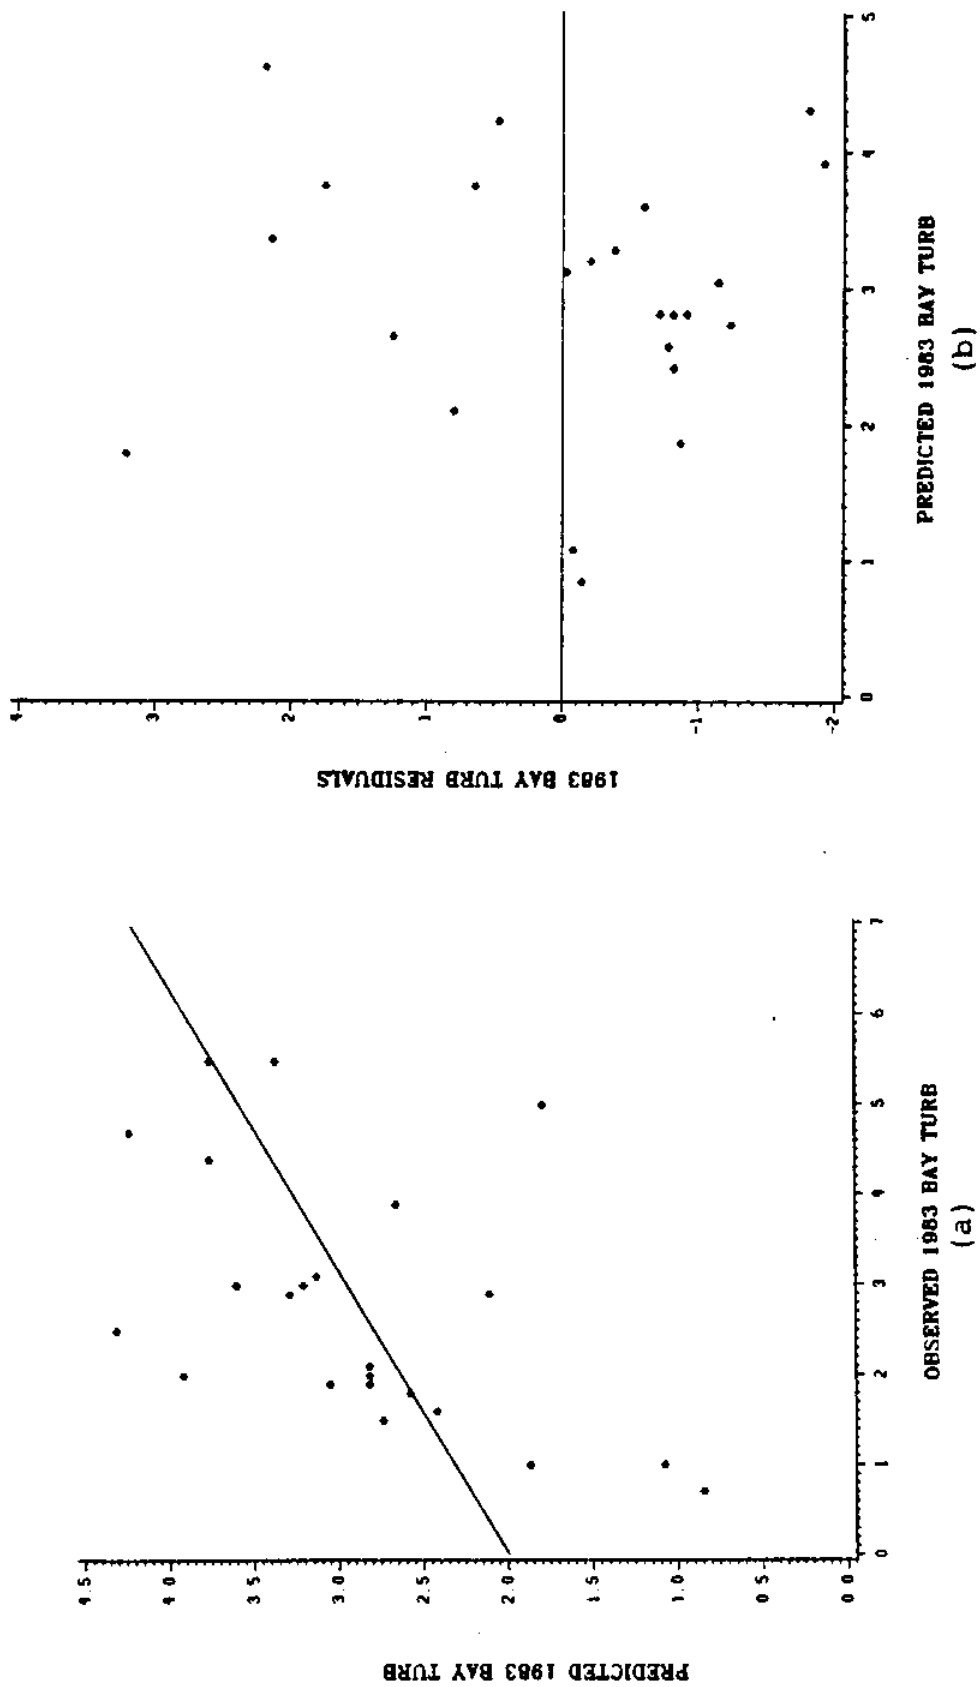 PREDICTED 1983 BAY TURB
4.5
4.0
3.5
3.0
2.5
2.0
1.5
1.0
0.5
0.0
0 1 2 3 4 5 6 7
OBSERVED 1983 BAY TURB
(a)
1983 BAY TURB RESIDUALS
4
3
2
1
0
-1
-2
0 1 2 3 4 5
PREDICTED 1983 BAY TURB
(b)